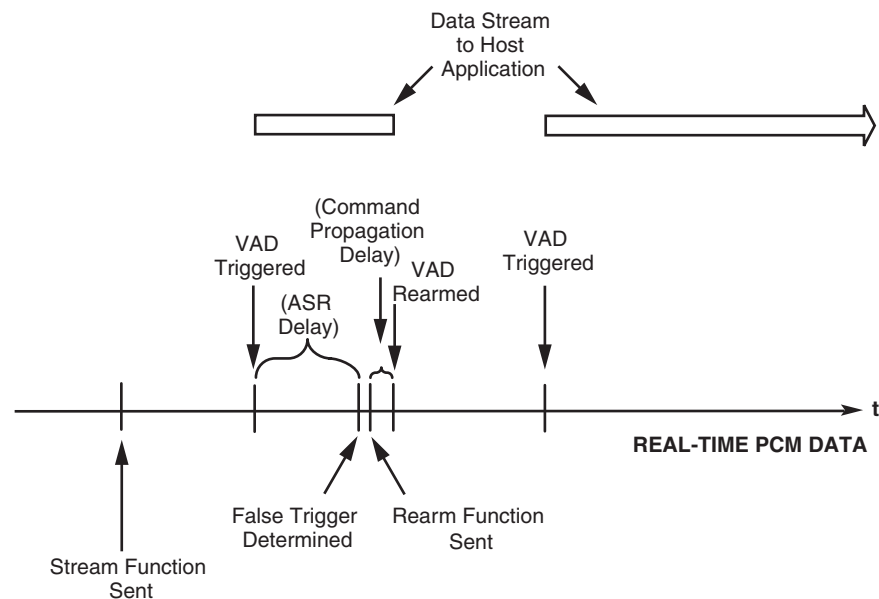 Data Stream
to Host
Application
(Command
Propagation
Delay)
VAD
Triggered
VAD
Rearmed
VAD
Triggered
(ASR
Delay)
t
REAL-TIME PCM DATA
False Trigger
Determined
Rearm Function
Sent
Stream Function
Sent